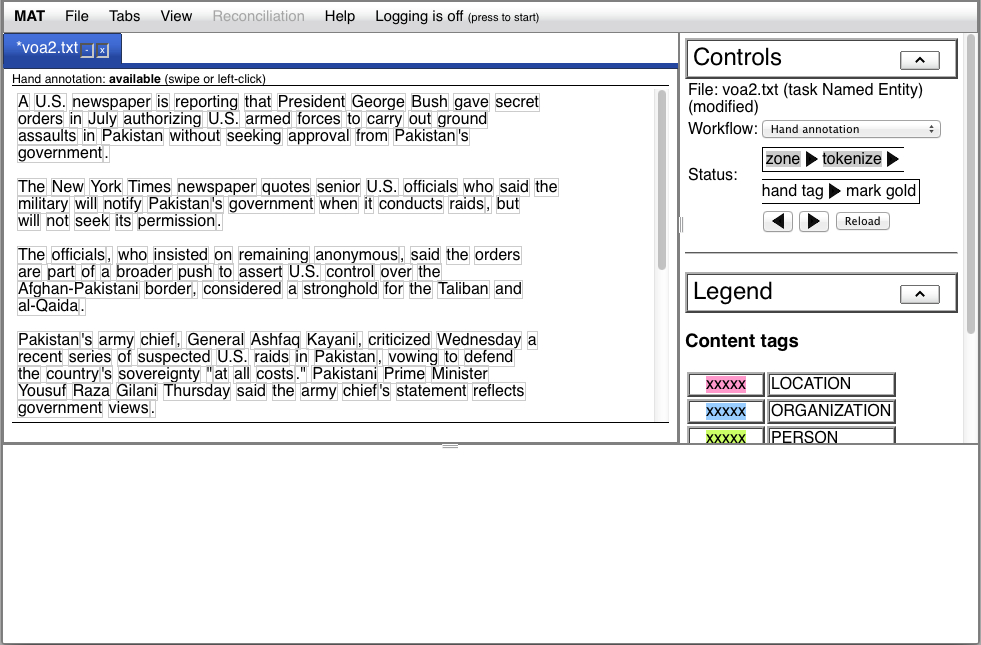 MAT File Tabs View Reconciliation Help Logging is off (press to start)
*voa2.txt - x
Hand annotation: available (swipe or left-click)
A U.S. newspaper is reporting that President George Bush gave secret
orders in July authorizing U.S. armed forces to carry out ground
assaults in Pakistan without seeking approval from Pakistan's
government.
The New York Times newspaper quotes senior U.S. officials who said the
military will notify Pakistan's government when it conducts raids, but
will not seek its permission.
The officials, who insisted on remaining anonymous, said the orders
are part of a broader push to assert U.S. control over the
Afghan-Pakistani border, considered a stronghold for the Taliban and
al-Qaida.
Pakistan's army chief, General Ashfaq Kayani, criticized Wednesday a
recent series of suspected U.S. raids in Pakistan, vowing to defend
the country's sovereignty "at all costs." Pakistani Prime Minister
Yousuf Raza Gilani Thursday said the army chief's statement reflects
government views.
Controls
File: voa2.txt (task Named Entity)
(modified)
Workflow: Hand annotation
Status: zone tokenize
hand tag mark gold
Reload
Legend
Content tags
xxxxx LOCATION
xxxxx ORGANIZATION
xxxxx PERSON